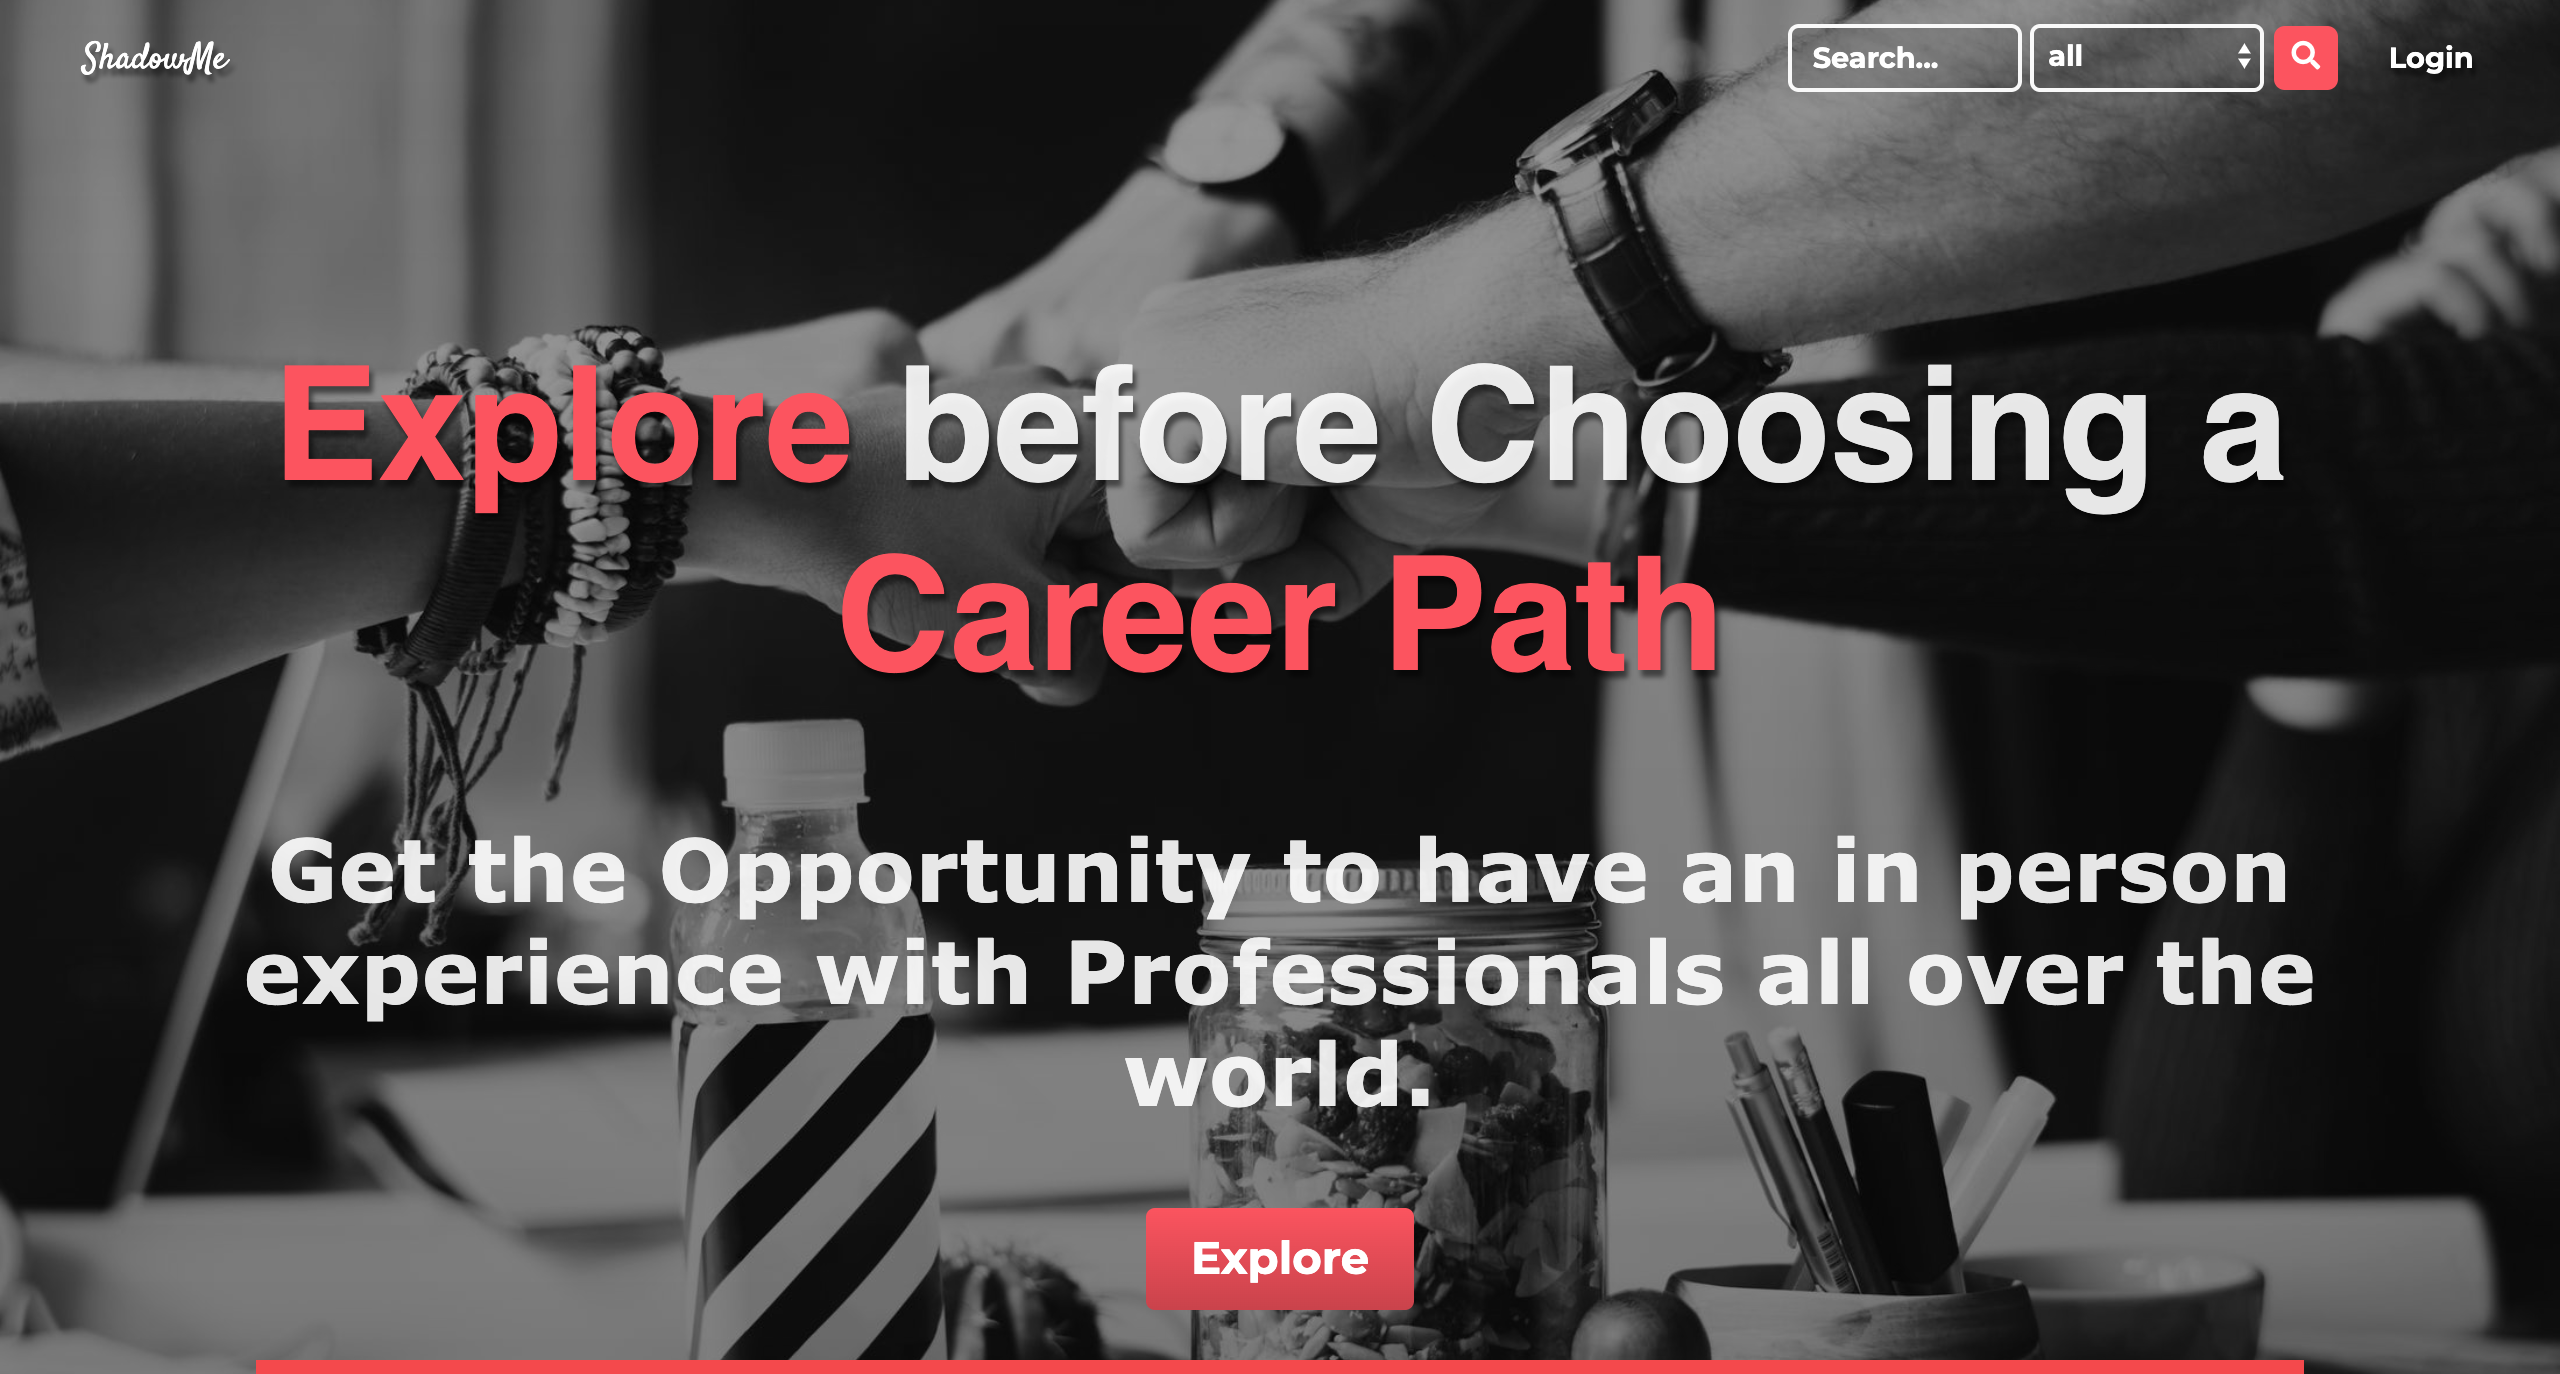 ShadowMe
Search...
all
Login
Explore before Choosing a
Career Path
Get the Opportunity to have an in person
experience with Professionals all over the
world.
Explore